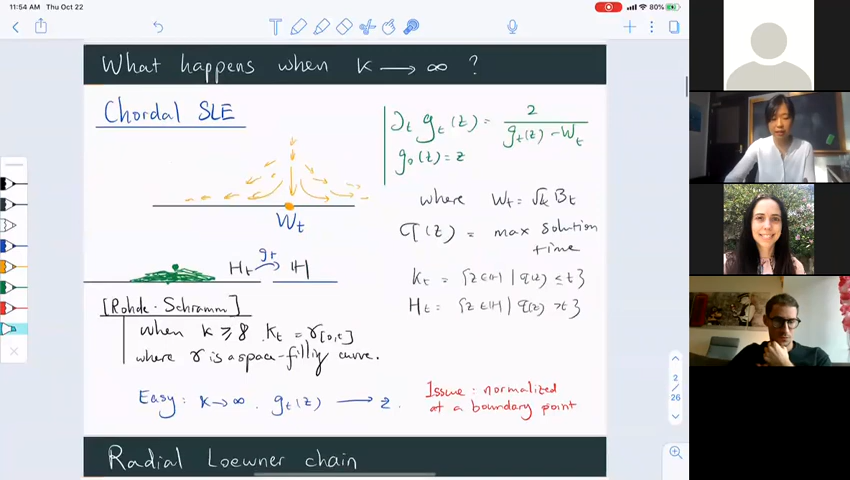 11:54 AM Thu Oct 22
80%
What happens when κ → ∞ ?
Chordal SLE
∂t gt(z) = 2 / (gt(z) - Wt)
g0(z) = z
Wt
where Wt = √κ Bt
τ(z) = max solution time
gt
Ht → ℍ
Kt = {z∈ℍ | τ(z) ≤ t}
Ht = {z∈ℍ | τ(z) > t}
[Rohde-Schramm]
when κ ≥ 8 . Kt = γ[0,t]
where γ is a space-filliy curve.
Easy: κ→∞ . gt(z) → z .
Issue: normalized
at a boundary point
2
/
26
Radial Loewner chain